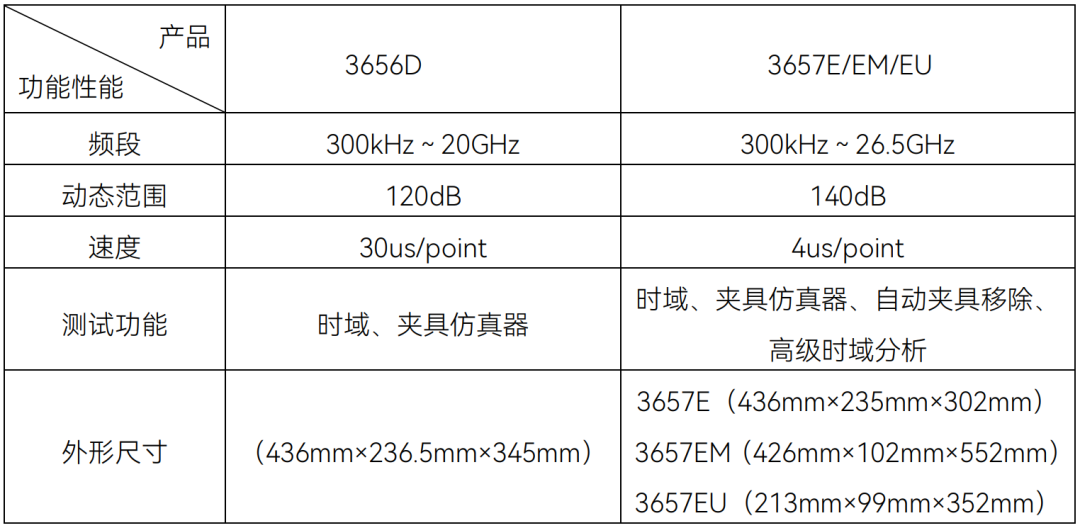 产品
功能性能
3656D
3657E/EM/EU
频段
300kHz ~ 20GHz
300kHz ~ 26.5GHz
动态范围
120dB
140dB
速度
30us/point
4us/point
测试功能
时域、夹具仿真器
时域、夹具仿真器、自动夹具移除、
高级时域分析
外形尺寸
（436mm×236.5mm×345mm）
3657E（436mm×235mm×302mm）
3657EM（426mm×102mm×552mm）
3657EU（213mm×99mm×352mm）